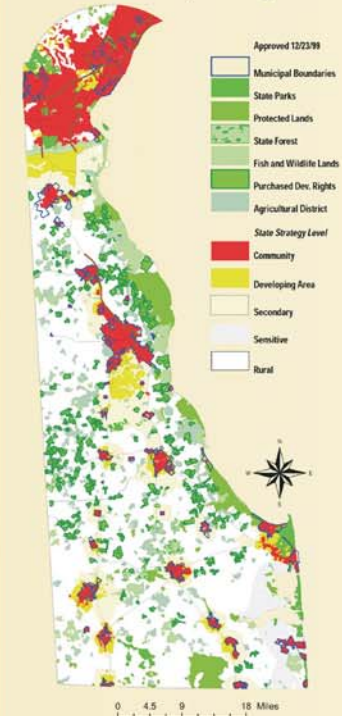 Approved 12/23/99
Municipal Boundaries
State Parks
Protected Lands
State Forest
Fish and Wildlife Lands
Purchased Dev. Rights
Agricultural District
State Strategy Level
Community
Developing Area
Secondary
Sensitive
Rural
N
W E
S
0 4.5 9 18 Miles